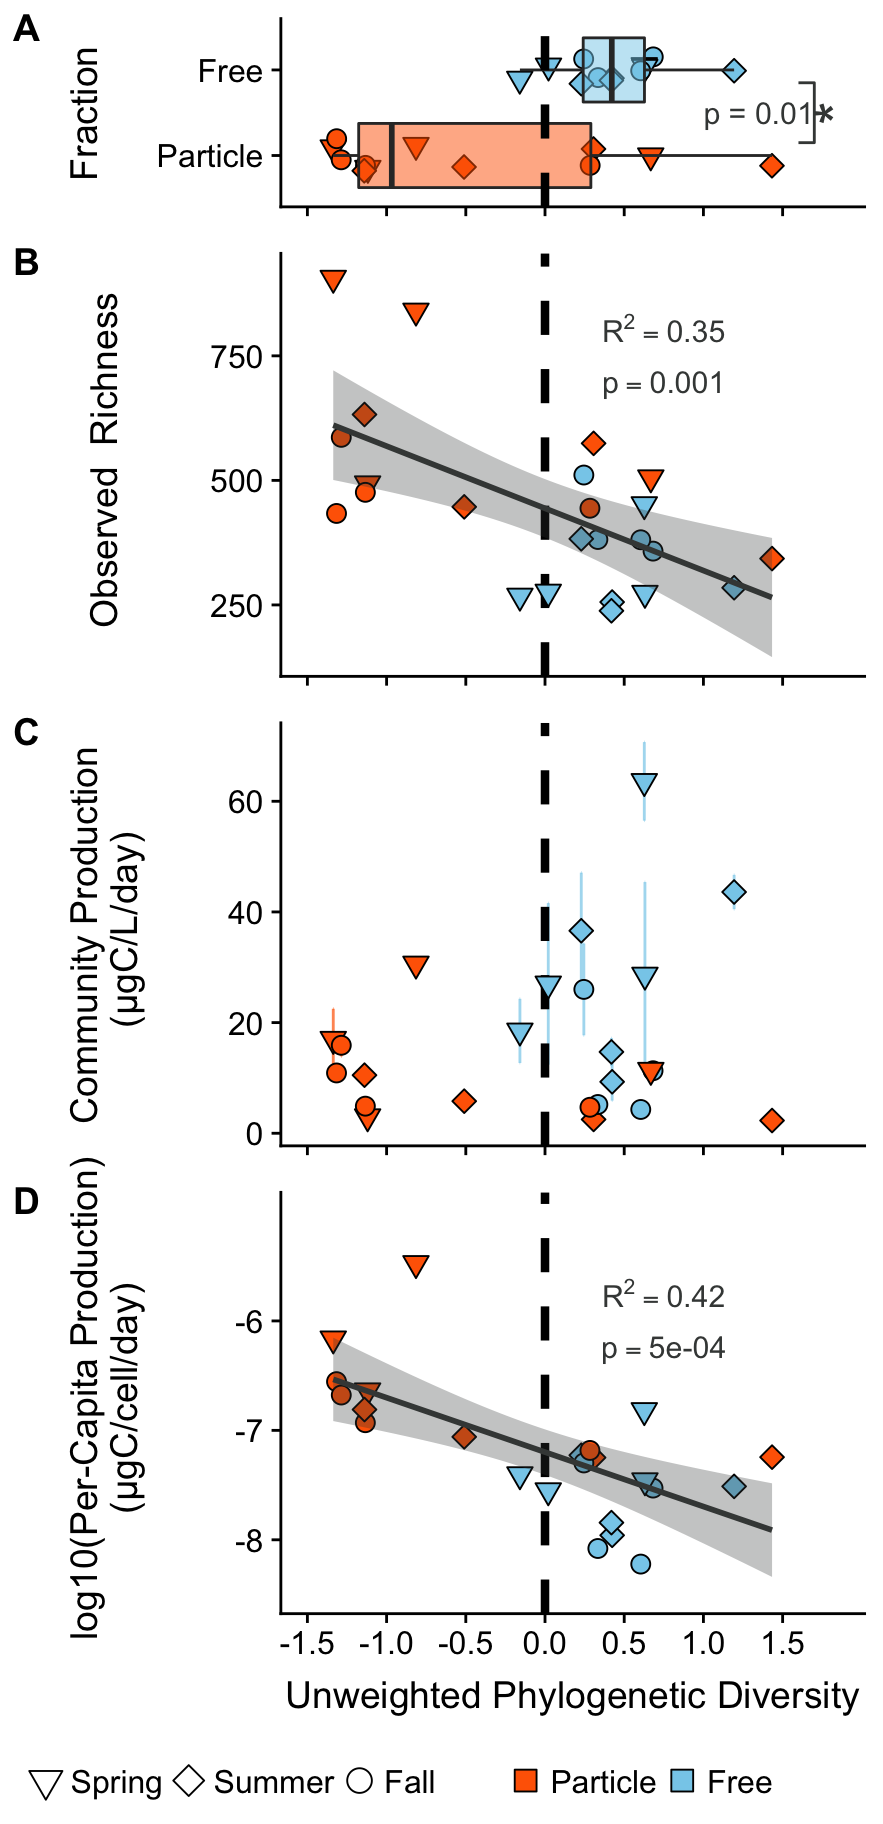 A
Fraction
Free
Particle
p = 0.01
*
B
Observed Richness
750
500
250
R2 = 0.35
p = 0.001
C
Community Production
(µgC/L/day)
60
40
20
0
D
log10(Per-Capita Production)
(µgC/cell/day)
-6
-7
-8
R2 = 0.42
p = 5e-04
-1.5 -1.0 -0.5 0.0 0.5 1.0 1.5
Unweighted Phylogenetic Diversity
Spring Summer Fall Particle Free